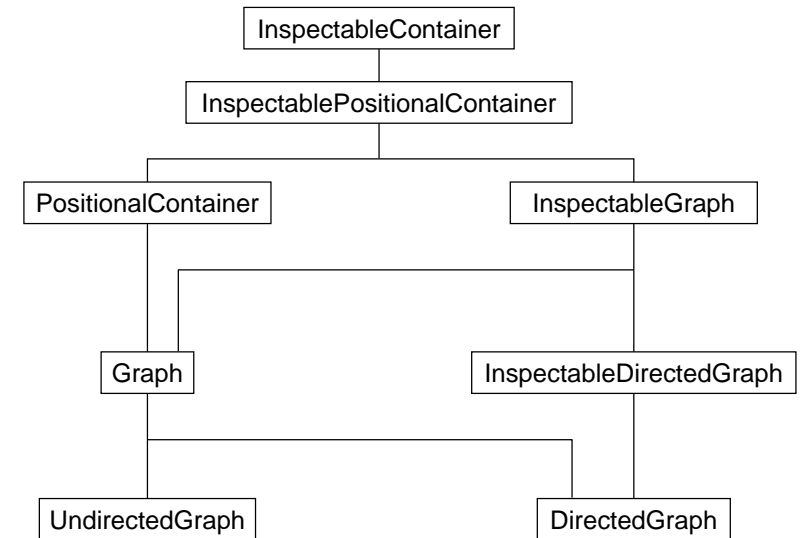 InspectableContainer
InspectablePositionalContainer
PositionalContainer
InspectableGraph
Graph
InspectableDirectedGraph
UndirectedGraph
DirectedGraph